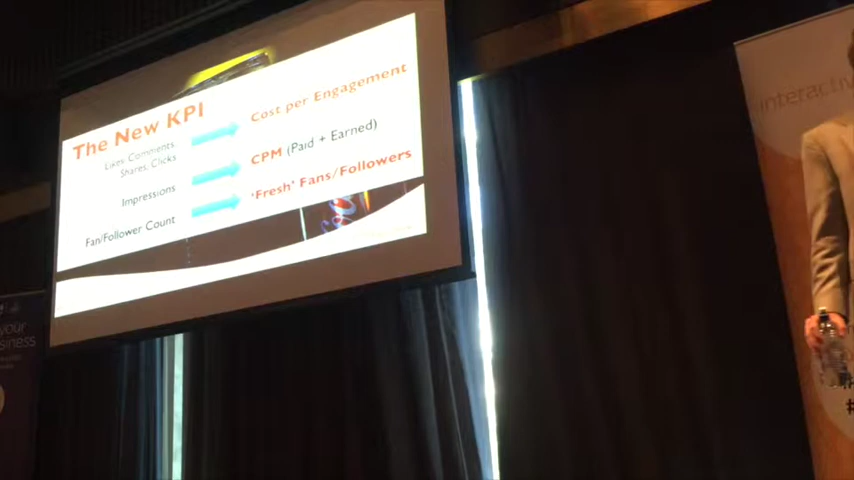 The New KPI
Likes, Comments,
Shares, Clicks
Cost per Engagement
Impressions
CPM (Paid + Earned)
Fan/Follower Count
'Fresh' Fans/Followers
interactiv
your